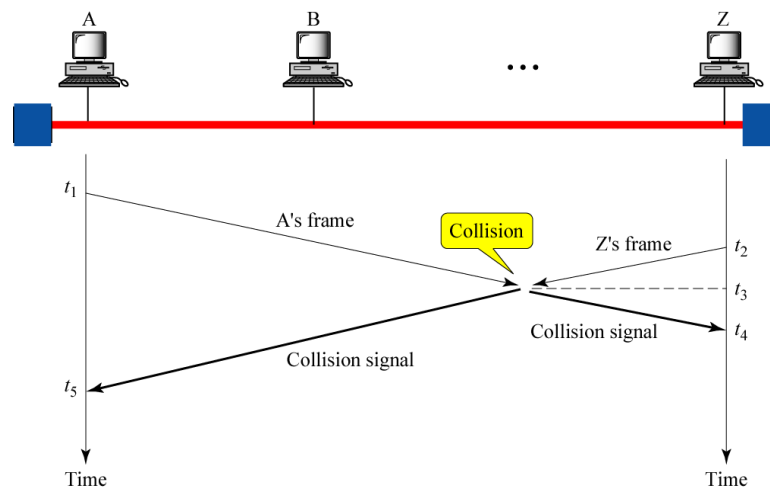 A
B
Z
...
t1
A's frame
Collision
Z's frame
t2
t3
Collision signal
t4
Collision signal
t5
Time
Time